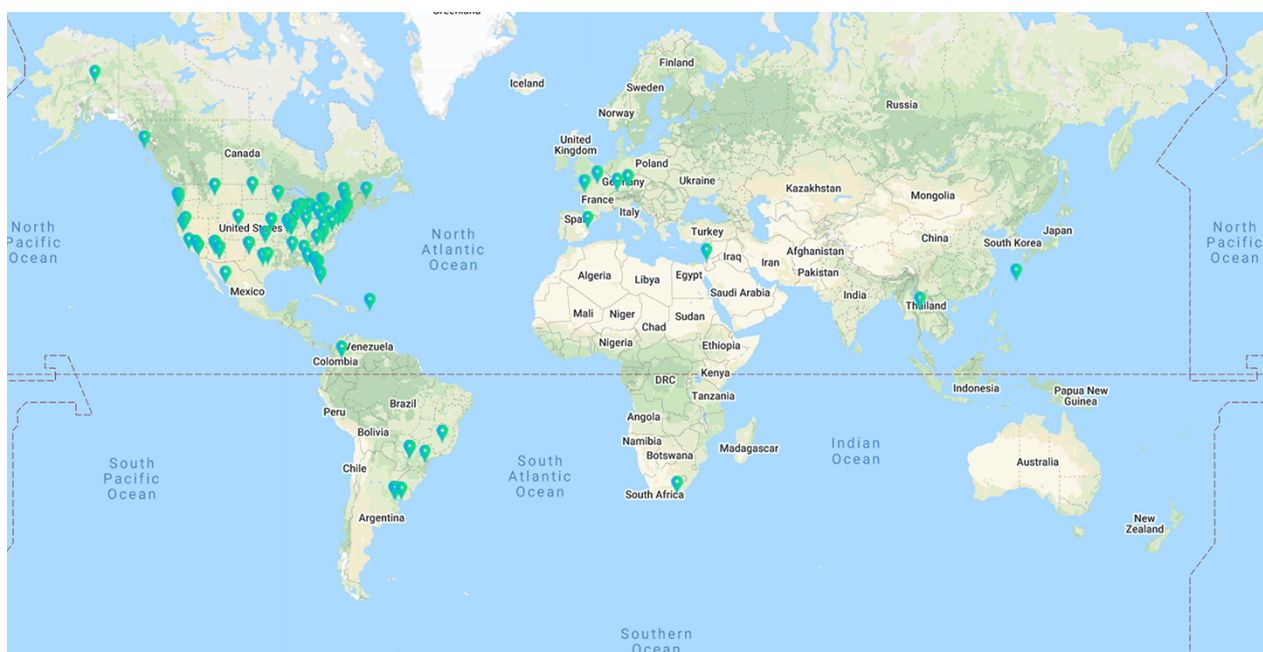 Greenland
Iceland
Finland
Sweden
Norway
Russia
United
Kingdom
Canada
Poland
Germany
Ukraine
France
Kazakhstan
Mongolia
Spain
Italy
United States
North
Pacific
Ocean
North
Atlantic
Ocean
Turkey
China
South Korea
Japan
North
Pacific
Ocean
Iraq
Iran
Afghanistan
Pakistan
Algeria
Libya
Egypt
Saudi Arabia
India
Thailand
Mexico
Mali
Niger
Chad
Sudan
Nigeria
Ethiopia
Venezuela
Colombia
DRC
Kenya
Tanzania
Indonesia
Papua New
Guinea
Peru
Brazil
Angola
Bolivia
Namibia
Botswana
Madagascar
Indian
Ocean
Chile
South
Pacific
Ocean
South
Atlantic
Ocean
Australia
South Africa
Argentina
New
Zealand
Southern
Ocean